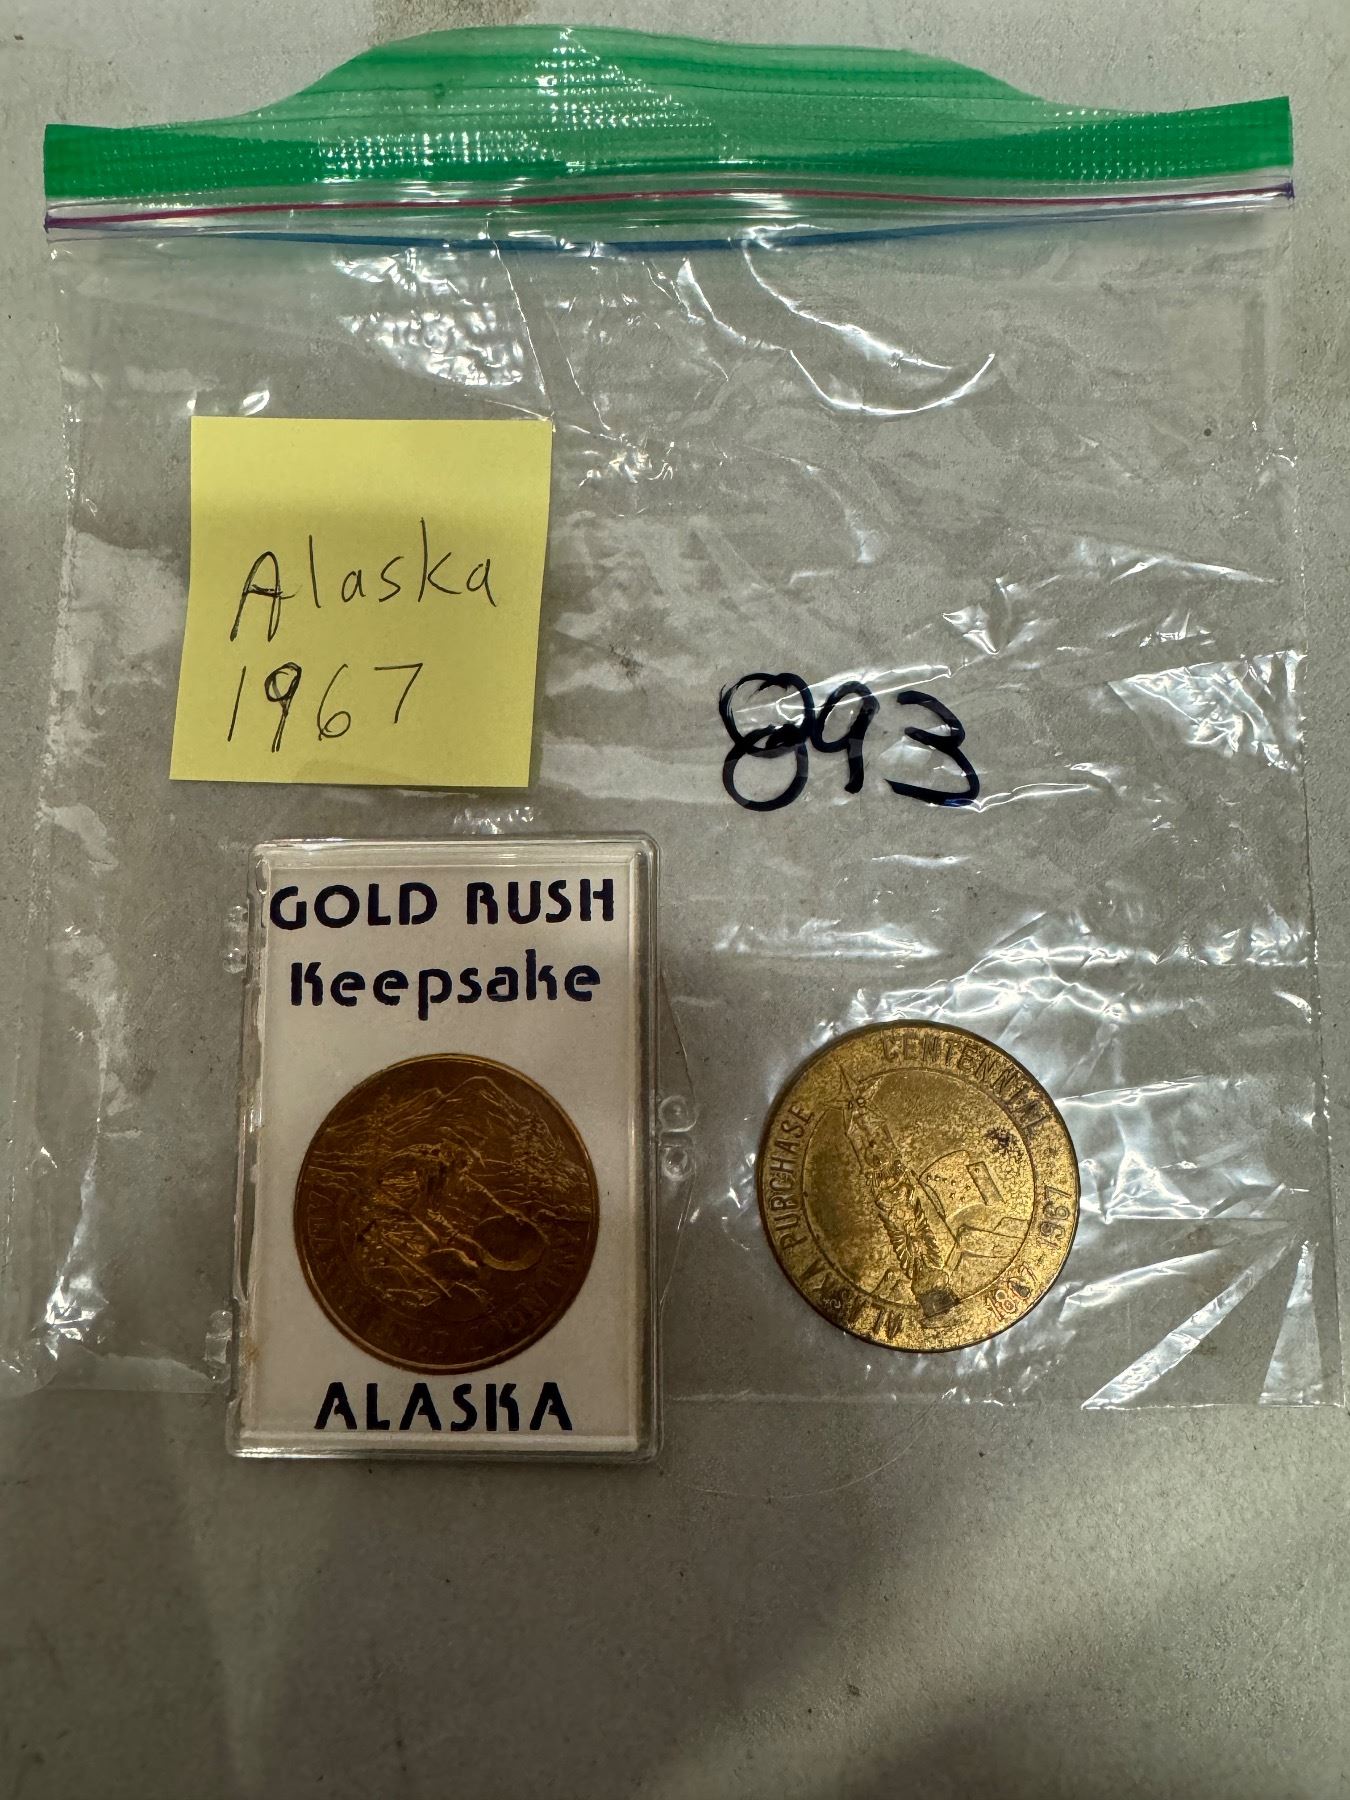 Alaska
1967
893
GOLD RUSH
Keepsake
ALASKA
ALASKA PURCHASE CENTENNIAL
1867-1967